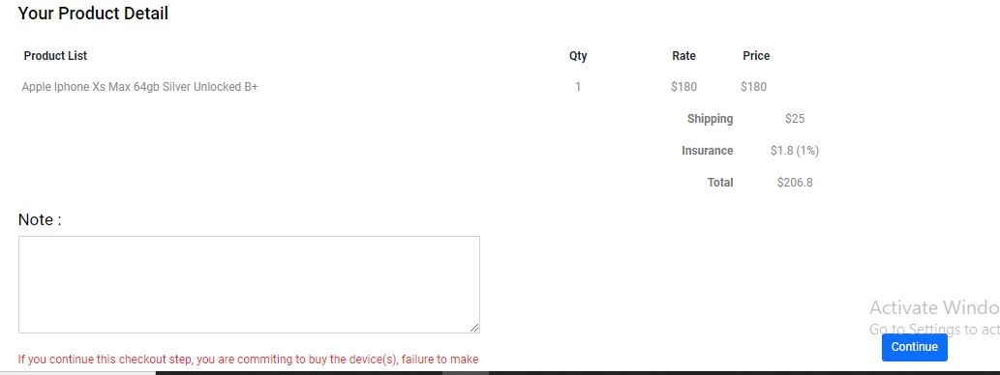 Your Product Detail
Product List Qty Rate Price
Apple Iphone Xs Max 64gb Silver Unlocked B+ 1 $180 $180
Shipping $25
Insurance $1.8 (1%)
Total $206.8
Note :
Activate Windo
Go to Settings to act
Continue
If you continue this checkout step, you are commiting to buy the device(s), failure to make